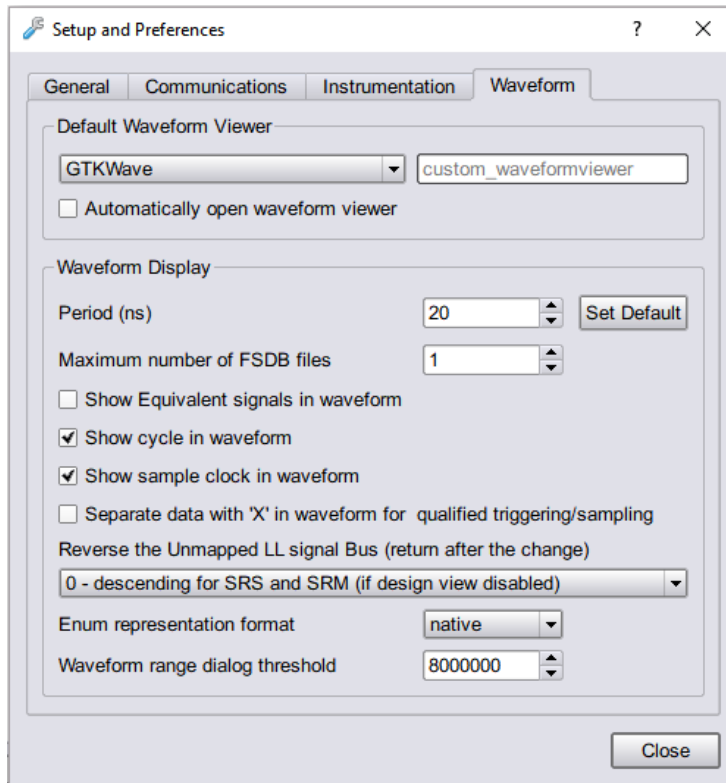 Setup and Preferences ?
General Communications Instrumentation Waveform
Default Waveform Viewer
GTKWave custom_waveformviewer
Automatically open waveform viewer
Waveform Display
Period (ns) 20 Set Default
Maximum number of FSDB files 1
Show Equivalent signals in waveform
Show cycle in waveform
Show sample clock in waveform
Separate data with 'X' in waveform for qualified triggering/sampling
Reverse the Unmapped LL signal Bus (return after the change)
0 - descending for SRS and SRM (if design view disabled)
Enum representation format native
Waveform range dialog threshold 8000000
Close